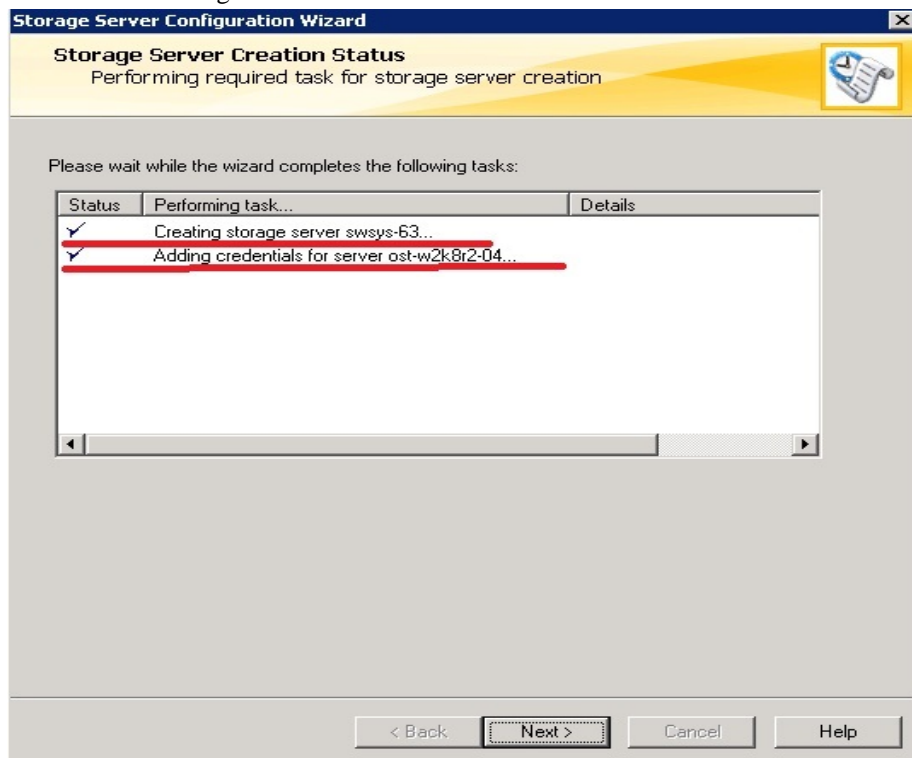 Storage Server Configuration Wizard
Storage Server Creation Status
Performing required task for storage server creation
Please wait while the wizard completes the following tasks:
Status Performing task... Details
Creating storage server swsys-63...
Adding credentials for server ost-w2k8r2-04...
< Back Next > Cancel Help